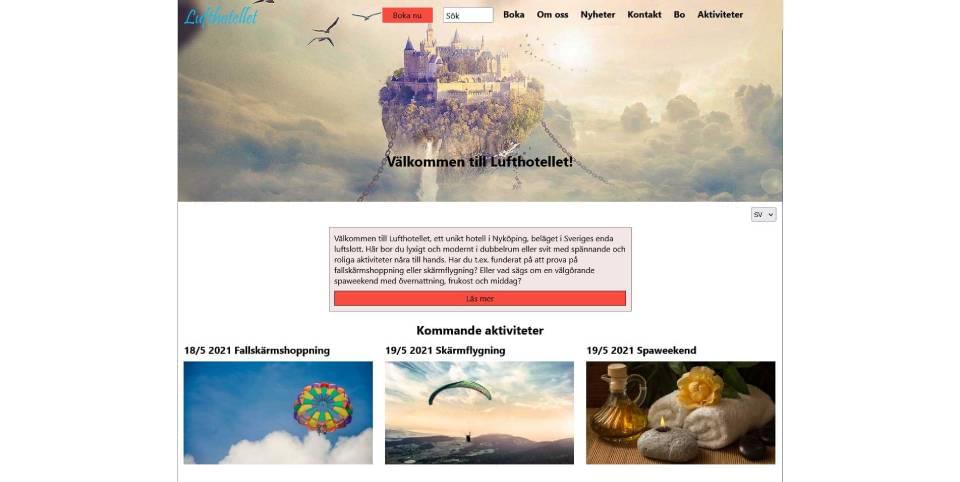 Lufthotellet
Boka nu
Sök
Boka Om oss Nyheter Kontakt Bo Aktiviteter
Välkommen till Lufthotellet!
SV
Välkommen till Lufthotellet, ett unikt hotell i Nyköping, beläget i Sveriges enda
luftslott. Här bor du lyxigt och modernt i dubbelrum eller svit med spännande och
roliga aktiviteter nära till hands. Har du t.ex. funderat på att prova på
fallskärmshoppning eller skärmflygning? Eller vad sägs om en välgörande
spaweekend med övernattning, frukost och middag?
Läs mer
Kommande aktiviteter
18/5 2021 Fallskärmshoppning
19/5 2021 Skärmflygning
19/5 2021 Spaweekend